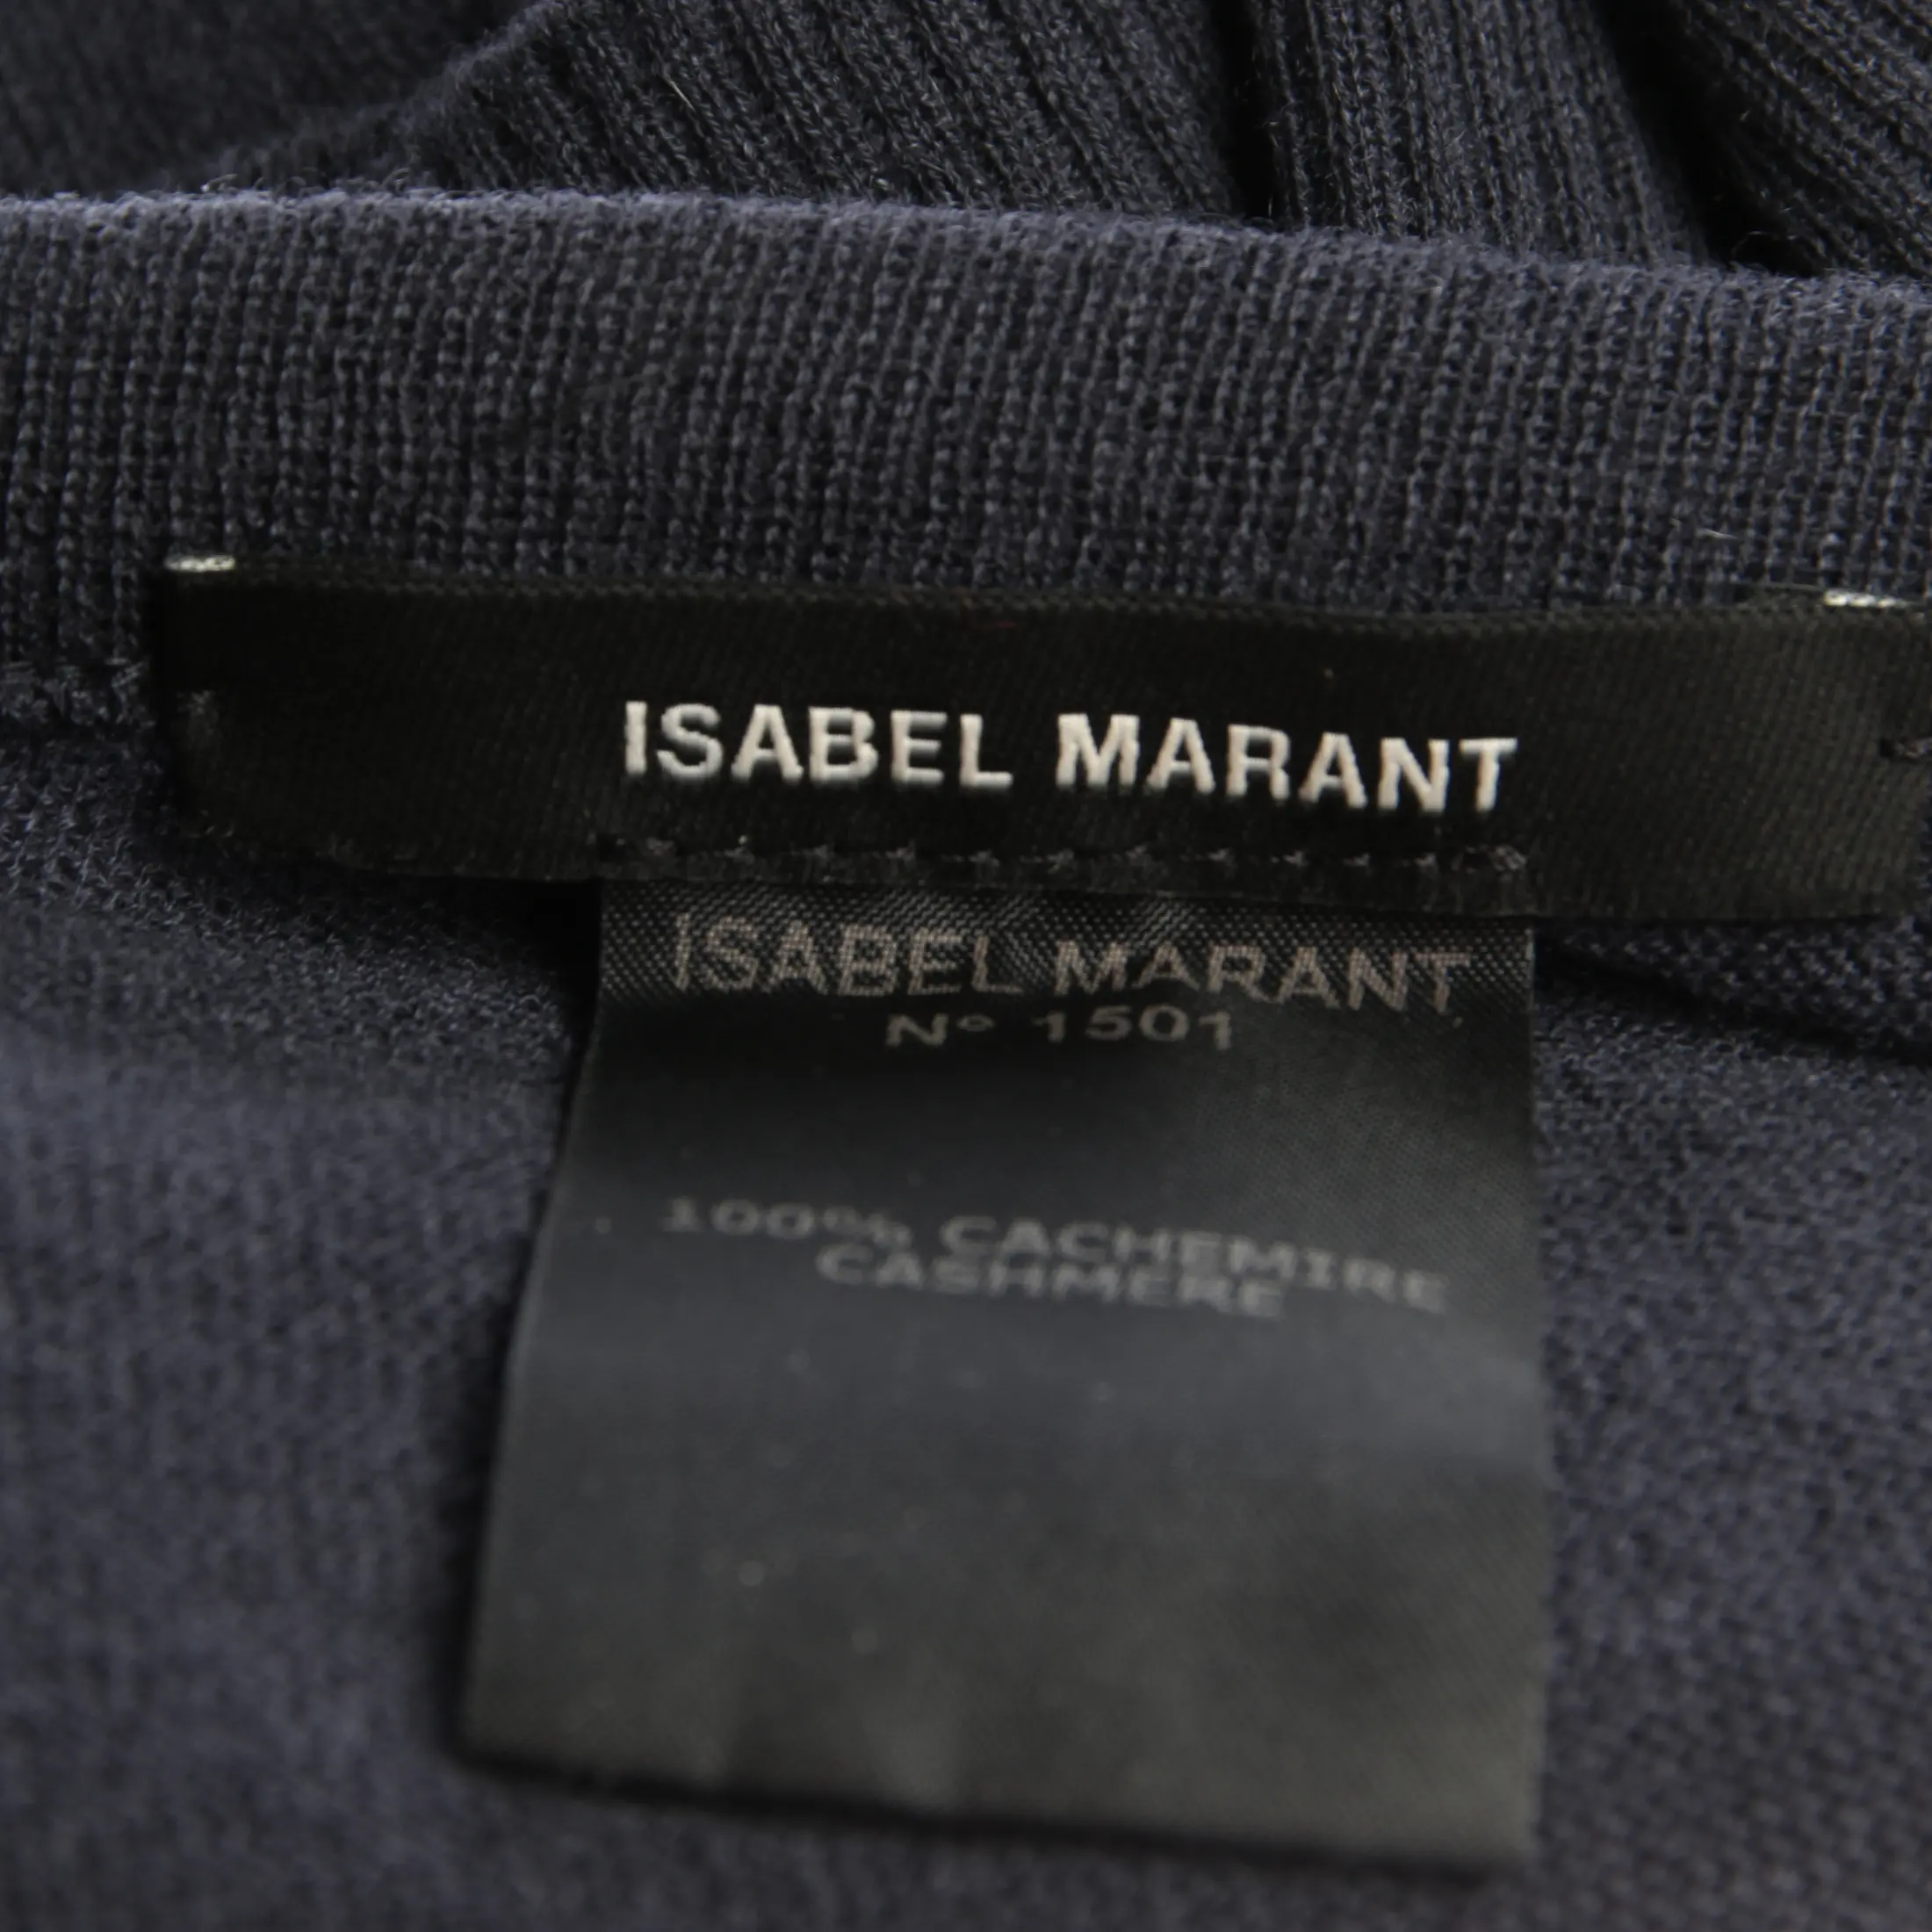 ISABEL MARANT
ISABEL MARANT
N° 1501
100% CACHEMIRE
CASHMERE